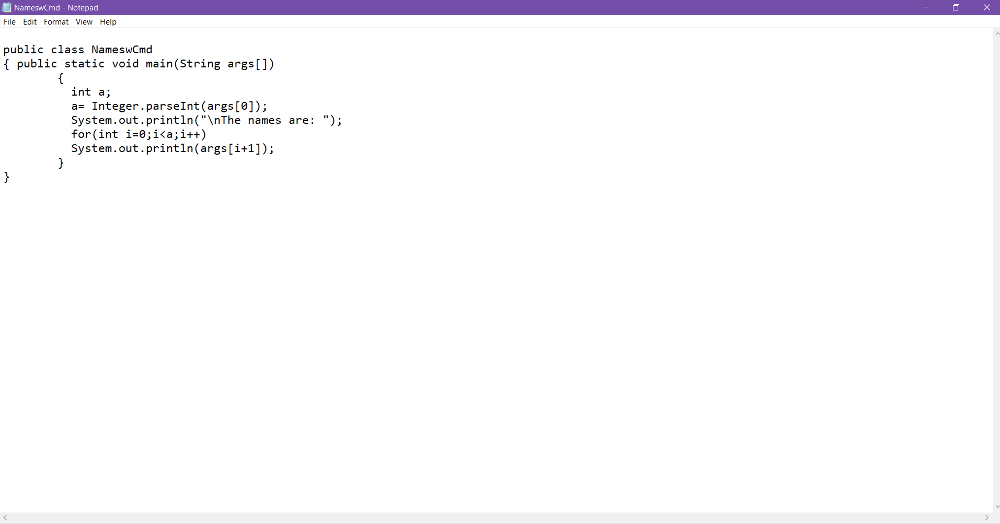 NameswCmd - Notepad
File Edit Format View Help
public class NameswCmd
{ public static void main(String args[])
{
int a;
a= Integer.parseInt(args[0]);
System.out.println("\nThe names are: ");
for(int i=0;i<a;i++)
System.out.println(args[i+1]);
}
}